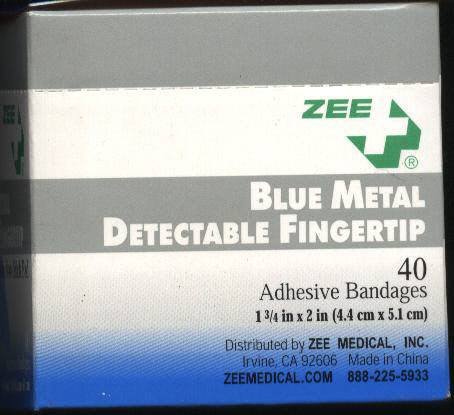 ZEE
®
BLUE METAL
DETECTABLE FINGERTIP
40
Adhesive Bandages
1 3/4 in x 2 in (4.4 cm x 5.1 cm)
Distributed by ZEE MEDICAL, INC.
Irvine, CA 92606 Made in China
ZEEMEDICAL.COM 888-225-5933